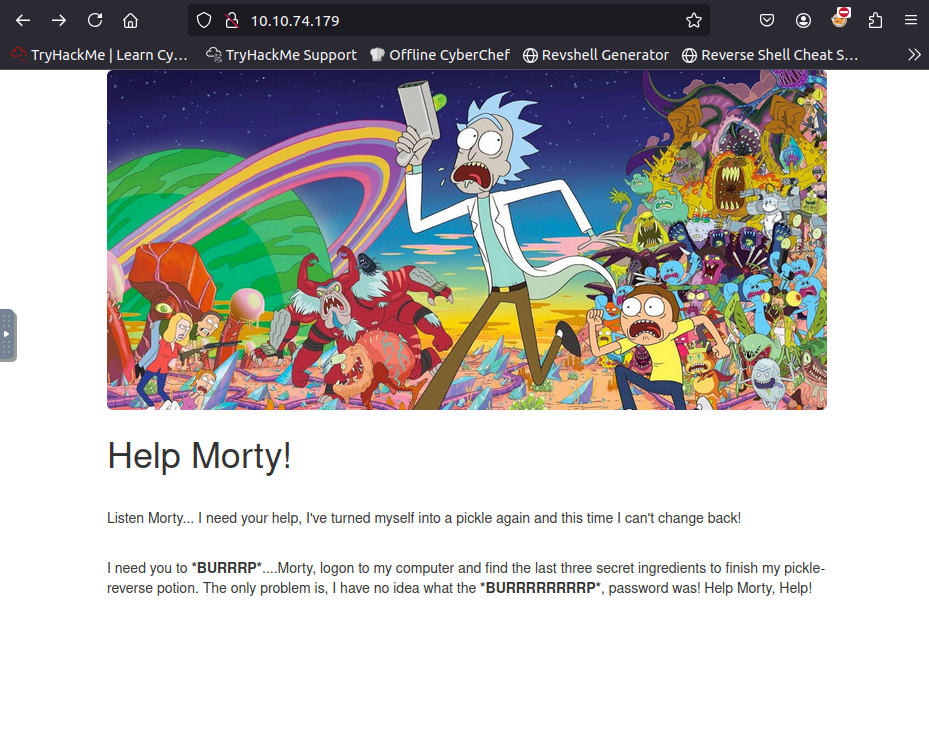 10.10.74.179
TryHackMe | Learn Cy... TryHackMe Support Offline CyberChef Revshell Generator Reverse Shell Cheat S...
Help Morty!
Listen Morty... I need your help, I've turned myself into a pickle again and this time I can't change back!
I need you to *BURRRP*....Morty, logon to my computer and find the last three secret ingredients to finish my pickle-
reverse potion. The only problem is, I have no idea what the *BURRRRRRRRP*, password was! Help Morty, Help!